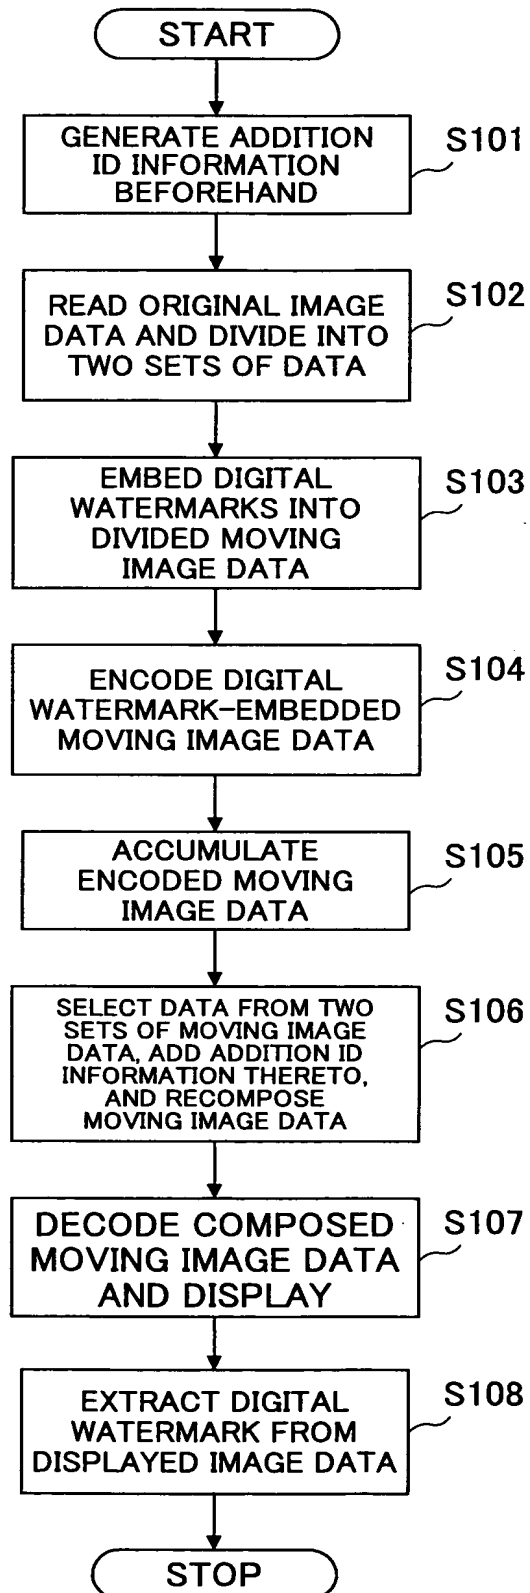 START
GENERATE ADDITION
ID INFORMATION
BEFOREHAND
S101
READ ORIGINAL IMAGE
DATA AND DIVIDE INTO
TWO SETS OF DATA
S102
EMBED DIGITAL
WATERMARKS INTO
DIVIDED MOVING
IMAGE DATA
S103
ENCODE DIGITAL
WATERMARK-EMBEDDED
MOVING IMAGE DATA
S104
ACCUMULATE
ENCODED MOVING
IMAGE DATA
S105
SELECT DATA FROM TWO
SETS OF MOVING IMAGE
DATA, ADD ADDITION ID
INFORMATION THERETO,
AND RECOMPOSE
MOVING IMAGE DATA
S106
DECODE COMPOSED
MOVING IMAGE DATA
AND DISPLAY
S107
EXTRACT DIGITAL
WATERMARK FROM
DISPLAYED IMAGE DATA
S108
STOP